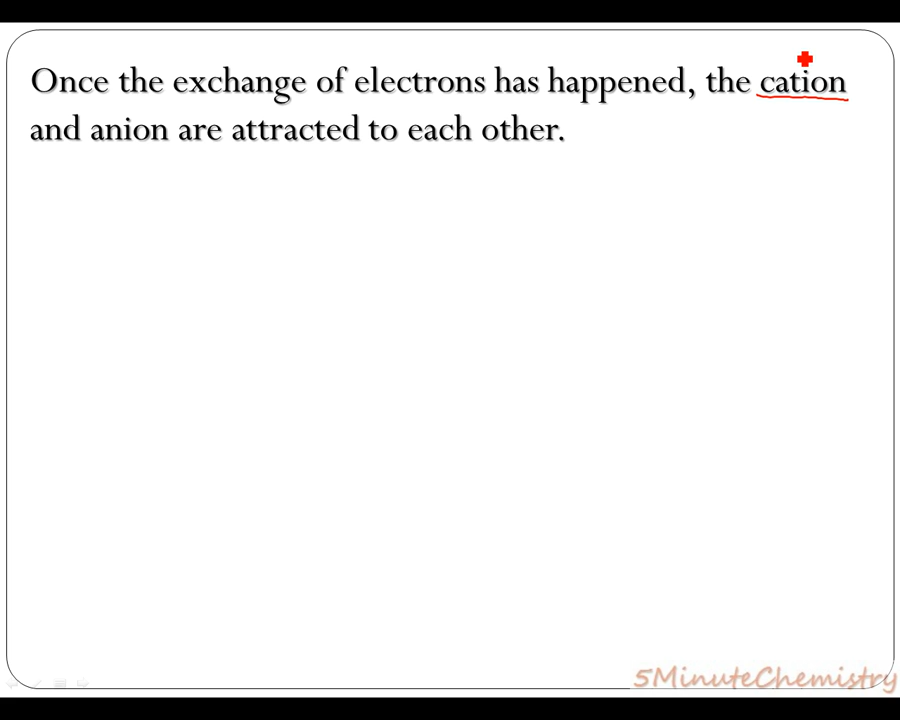 Once the exchange of electrons has happened, the cation
and anion are attracted to each other.
5MinuteChemistry